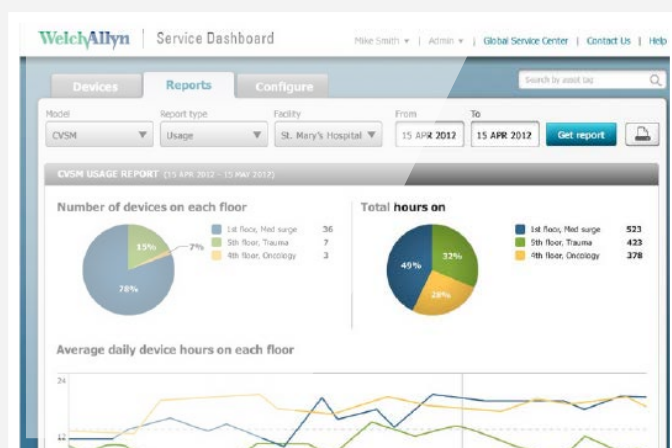 WelchAllyn | Service Dashboard
Mike Smith | Admin | Global Service Center | Contact Us | Help
Devices Reports Configure
Search by asset tag
Model Report type Facility From To
CVSM Usage St. Mary's Hospital 15 APR 2012 15 APR 2012 Get report
CVSM USAGE REPORT (15 APR 2012 - 15 MAY 2012)
Number of devices on each floor
1st floor, Med surge 36
5th floor, Trauma 7
4th floor, Oncology 3
15%
7%
78%
Total hours on
1st floor, Med surge 523
5th floor, Trauma 423
4th floor, Oncology 378
49%
32%
28%
Average daily device hours on each floor
24
12